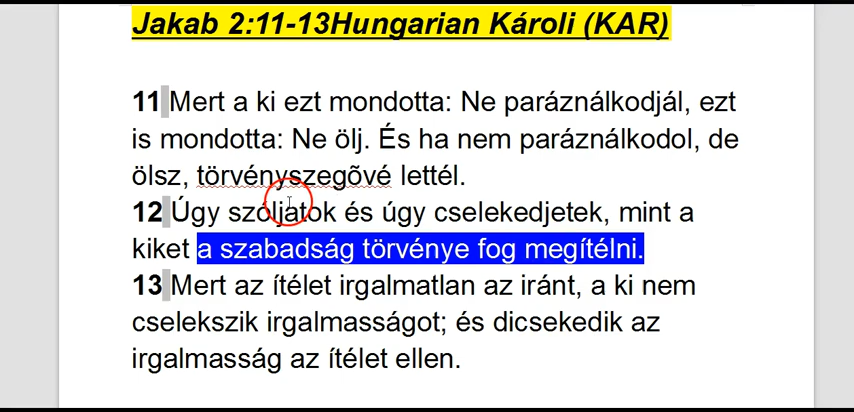 Jakab 2:11-13Hungarian Károli (KAR)
11 Mert a ki ezt mondotta: Ne paráználkodjál, ezt
is mondotta: Ne ölj. És ha nem paráználkodol, de
ölsz, törvényszegõvé lettél.
12 Úgy szóljatok és úgy cselekedjetek, mint a
kiket a szabadság törvénye fog megítélni.
13 Mert az ítélet irgalmatlan az iránt, a ki nem
cselekszik irgalmasságot; és dicsekedik az
irgalmasság az ítélet ellen.